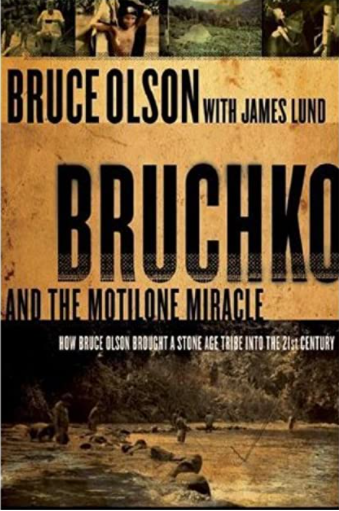 BRUCE OLSON WITH JAMES LUND
BRUCHKO
AND THE MOTILONE MIRACLE
HOW BRUCE OLSON BROUGHT A STONE AGE TRIBE INTO THE 21st CENTURY